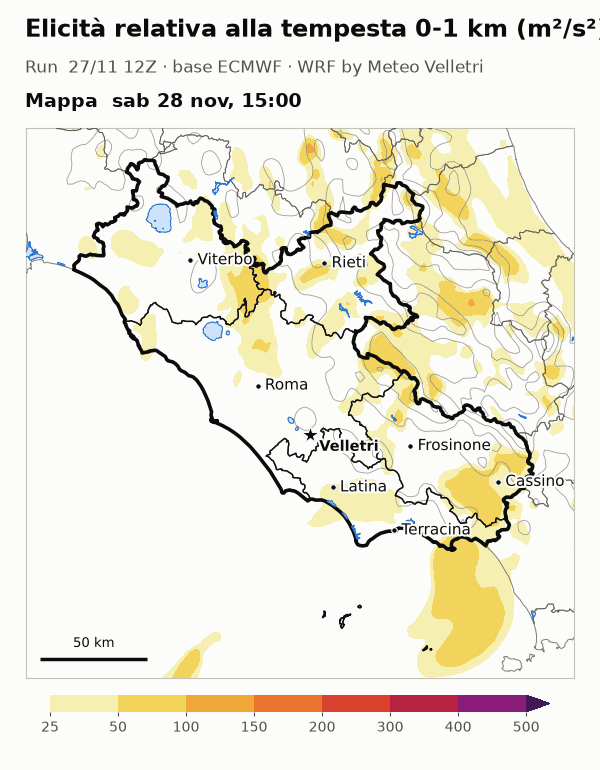 Elicità relativa alla tempesta 0-1 km (m²/s²)
Run 27/11 12Z · base ECMWF · WRF by Meteo Velletri
Mappa sab 28 nov, 15:00
Viterbo
Rieti
Roma
Velletri
Frosinone
Cassino
Latina
Terracina
50 km
25 50 100 150 200 300 400 500